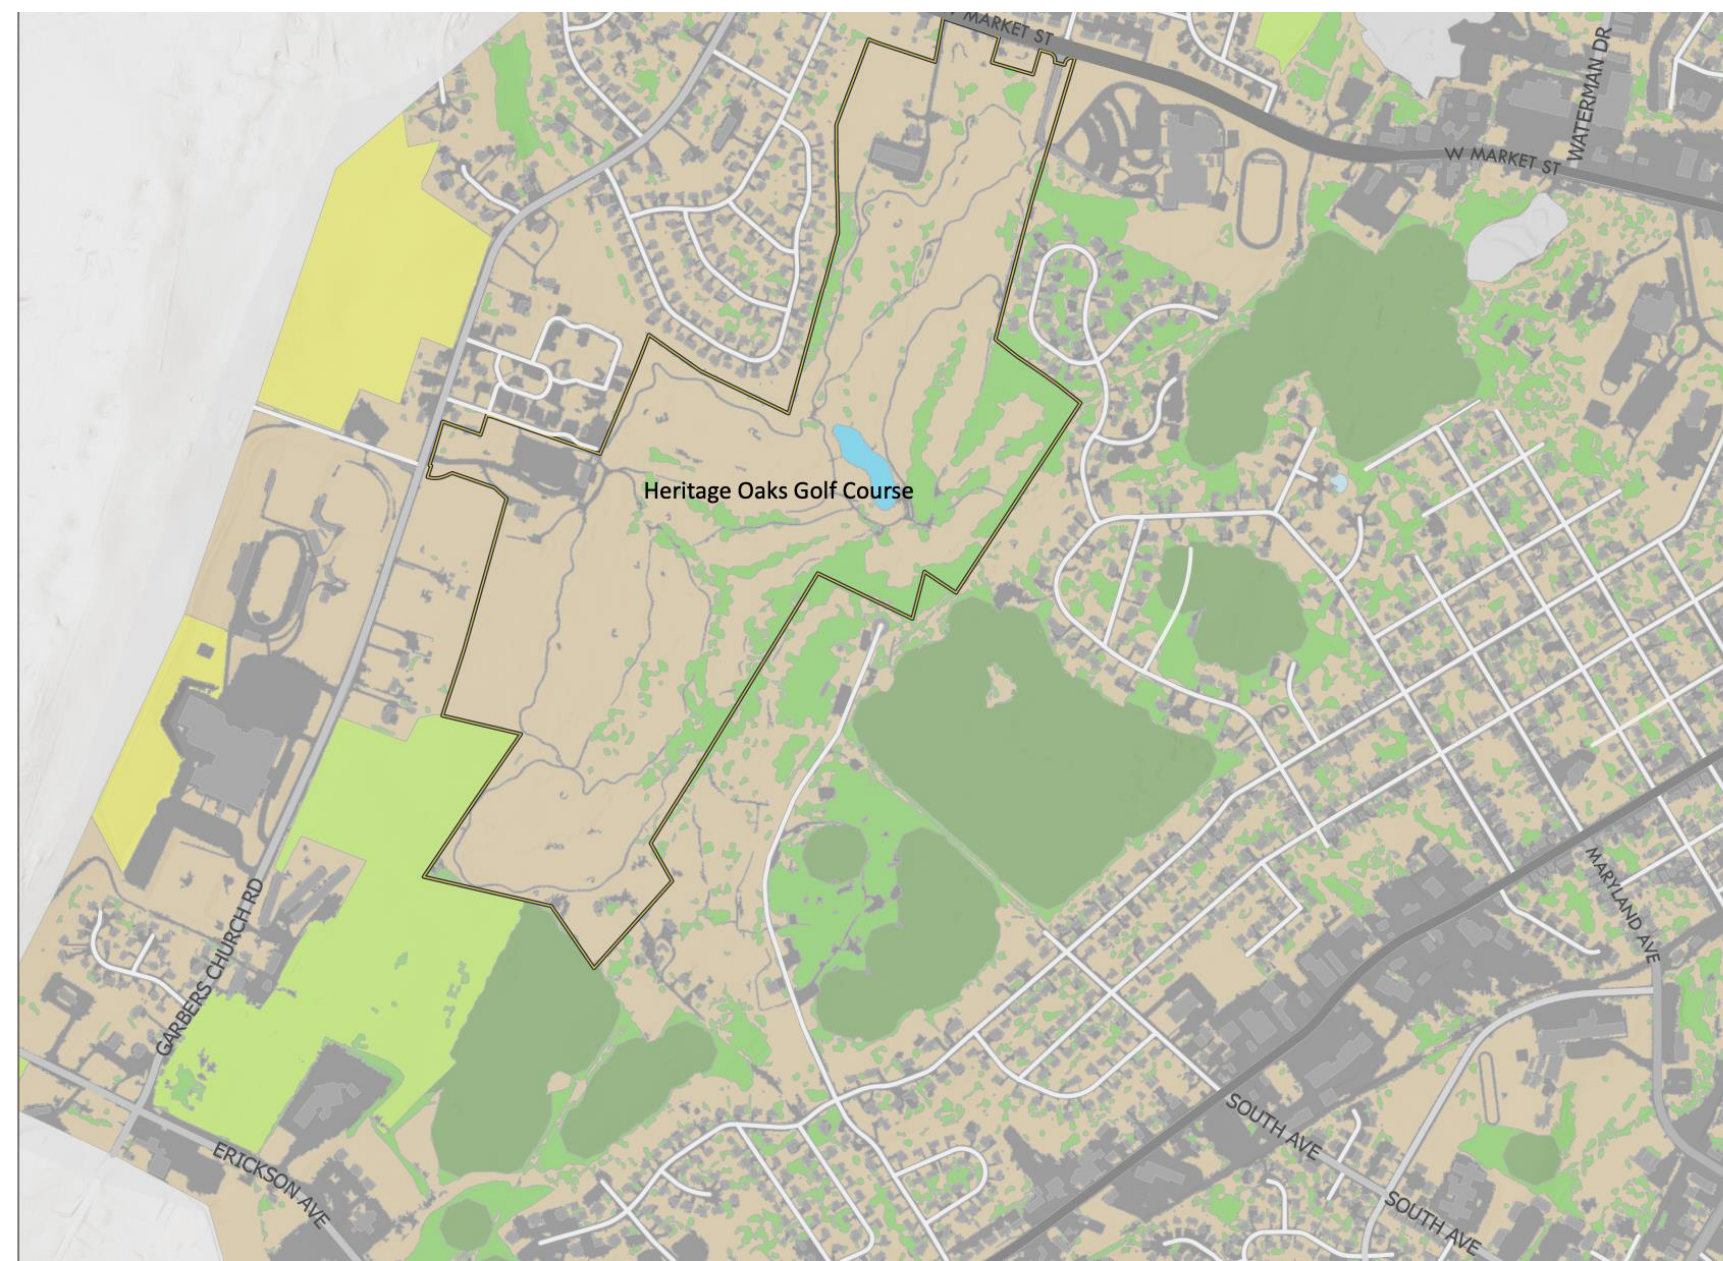 W MARKET ST
WATERMAN DR
W MARKET ST
Heritage Oaks Golf Course
MARYLAND AVE
GARBERS CHURCH RD
ERICKSON AVE
SOUTH AVE
SOUTH AVE